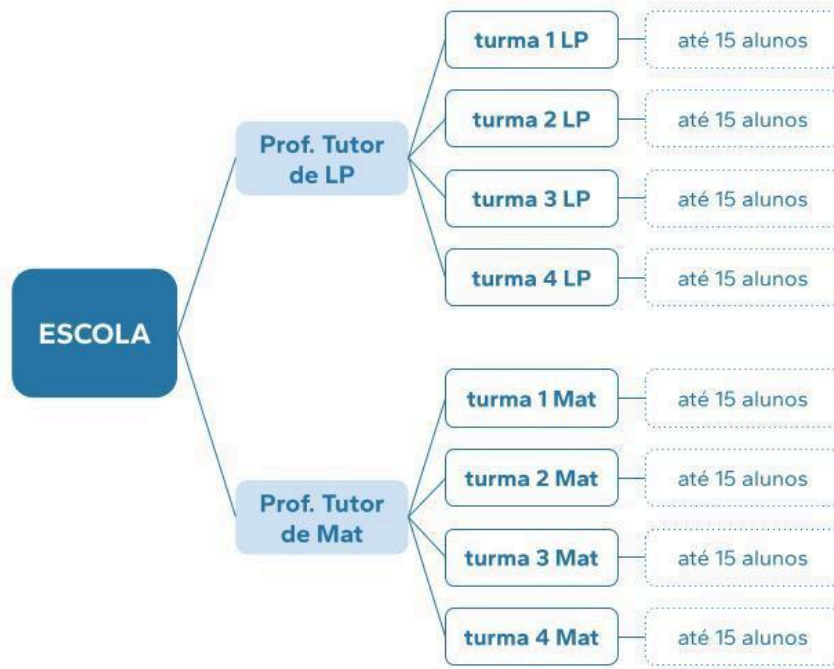 ESCOLA
Prof. Tutor
de LP
turma 1 LP
até 15 alunos
turma 2 LP
até 15 alunos
turma 3 LP
até 15 alunos
turma 4 LP
até 15 alunos
Prof. Tutor
de Mat
turma 1 Mat
até 15 alunos
turma 2 Mat
até 15 alunos
turma 3 Mat
até 15 alunos
turma 4 Mat
até 15 alunos